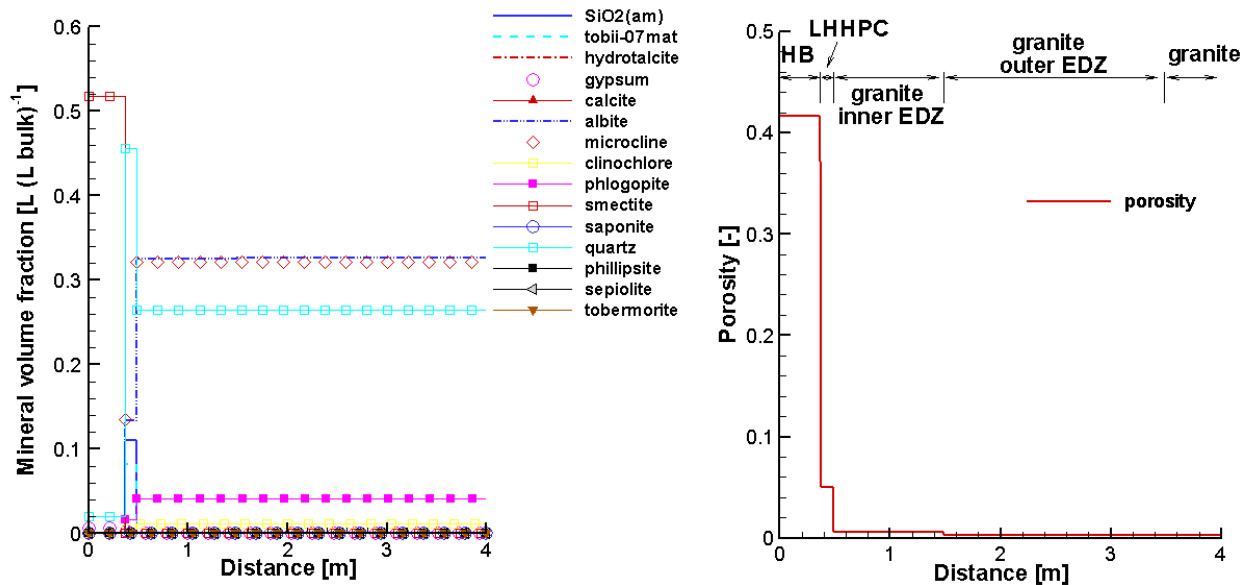 Mineral volume fraction [L (L bulk)⁻¹]
0.6
0.5
0.4
0.3
0.2
0.1
0
0 1 2 3 4
Distance [m]
SiO2(am)
tobii-07mat
hydrotalcite
gypsum
calcite
albite
microcline
clinochlore
phlogopite
smectite
saponite
quartz
phillipsite
sepiolite
tobermorite
Porosity [-]
0.5
0.4
0.3
0.2
0.1
0
0 1 2 3 4
Distance [m]
HB
LHHPC
granite
inner EDZ
granite
outer EDZ
granite
porosity